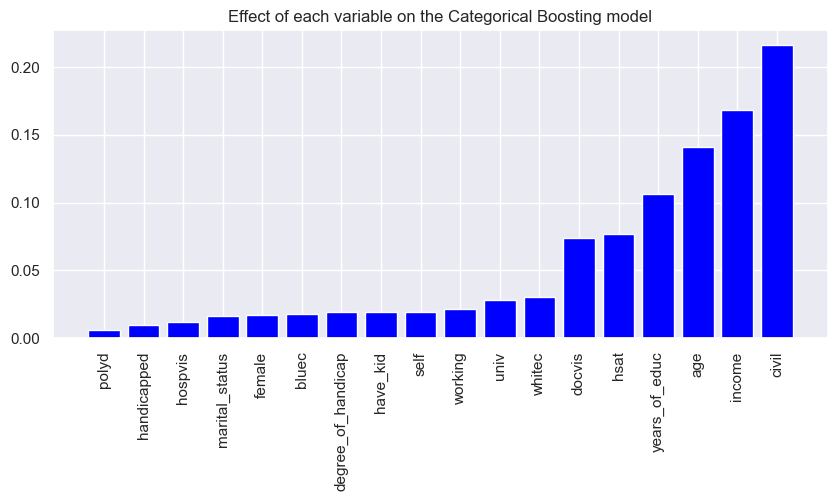 Effect of each variable on the Categorical Boosting model
0.20
0.15
0.10
0.05
0.00
polyd
handicapped
hospvis
marital_status
female
bluec
degree_of_handicap
have_kid
self
working
univ
whitec
docvis
hsat
years_of_educ
age
income
civil